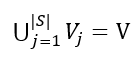 ⋃_{j=1}^{|S|} V_j = V